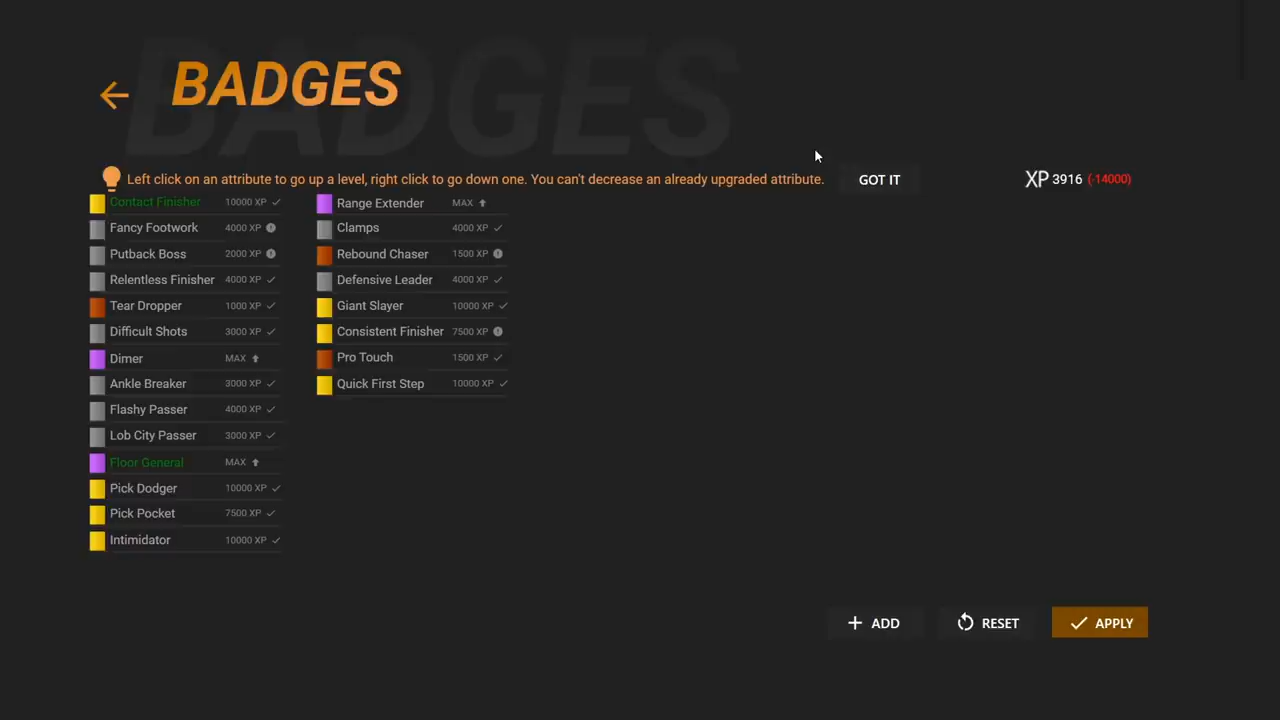 BADGES
BADGES
Left click on an attribute to go up a level, right click to go down one. You can't decrease an already upgraded attribute.
GOT IT
XP 3916 (-14000)
Contact Finisher 10000 XP
Fancy Footwork 4000 XP
Putback Boss 2000 XP
Relentless Finisher 4000 XP
Tear Dropper 1000 XP
Difficult Shots 3000 XP
Dimer MAX
Ankle Breaker 3000 XP
Flashy Passer 4000 XP
Lob City Passer 3000 XP
Floor General MAX
Pick Dodger 10000 XP
Pick Pocket 7500 XP
Intimidator 10000 XP
Range Extender MAX
Clamps 4000 XP
Rebound Chaser 1500 XP
Defensive Leader 4000 XP
Giant Slayer 10000 XP
Consistent Finisher 7500 XP
Pro Touch 1500 XP
Quick First Step 10000 XP
ADD
RESET
APPLY